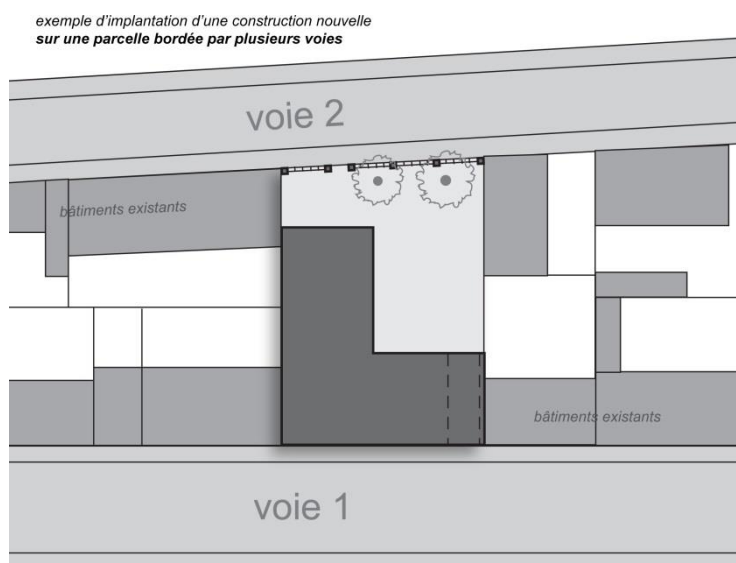 exemple d'implantation d'une construction nouvelle
sur une parcelle bordée par plusieurs voies
voie 2
bâtiments existants
bâtiments existants
voie 1